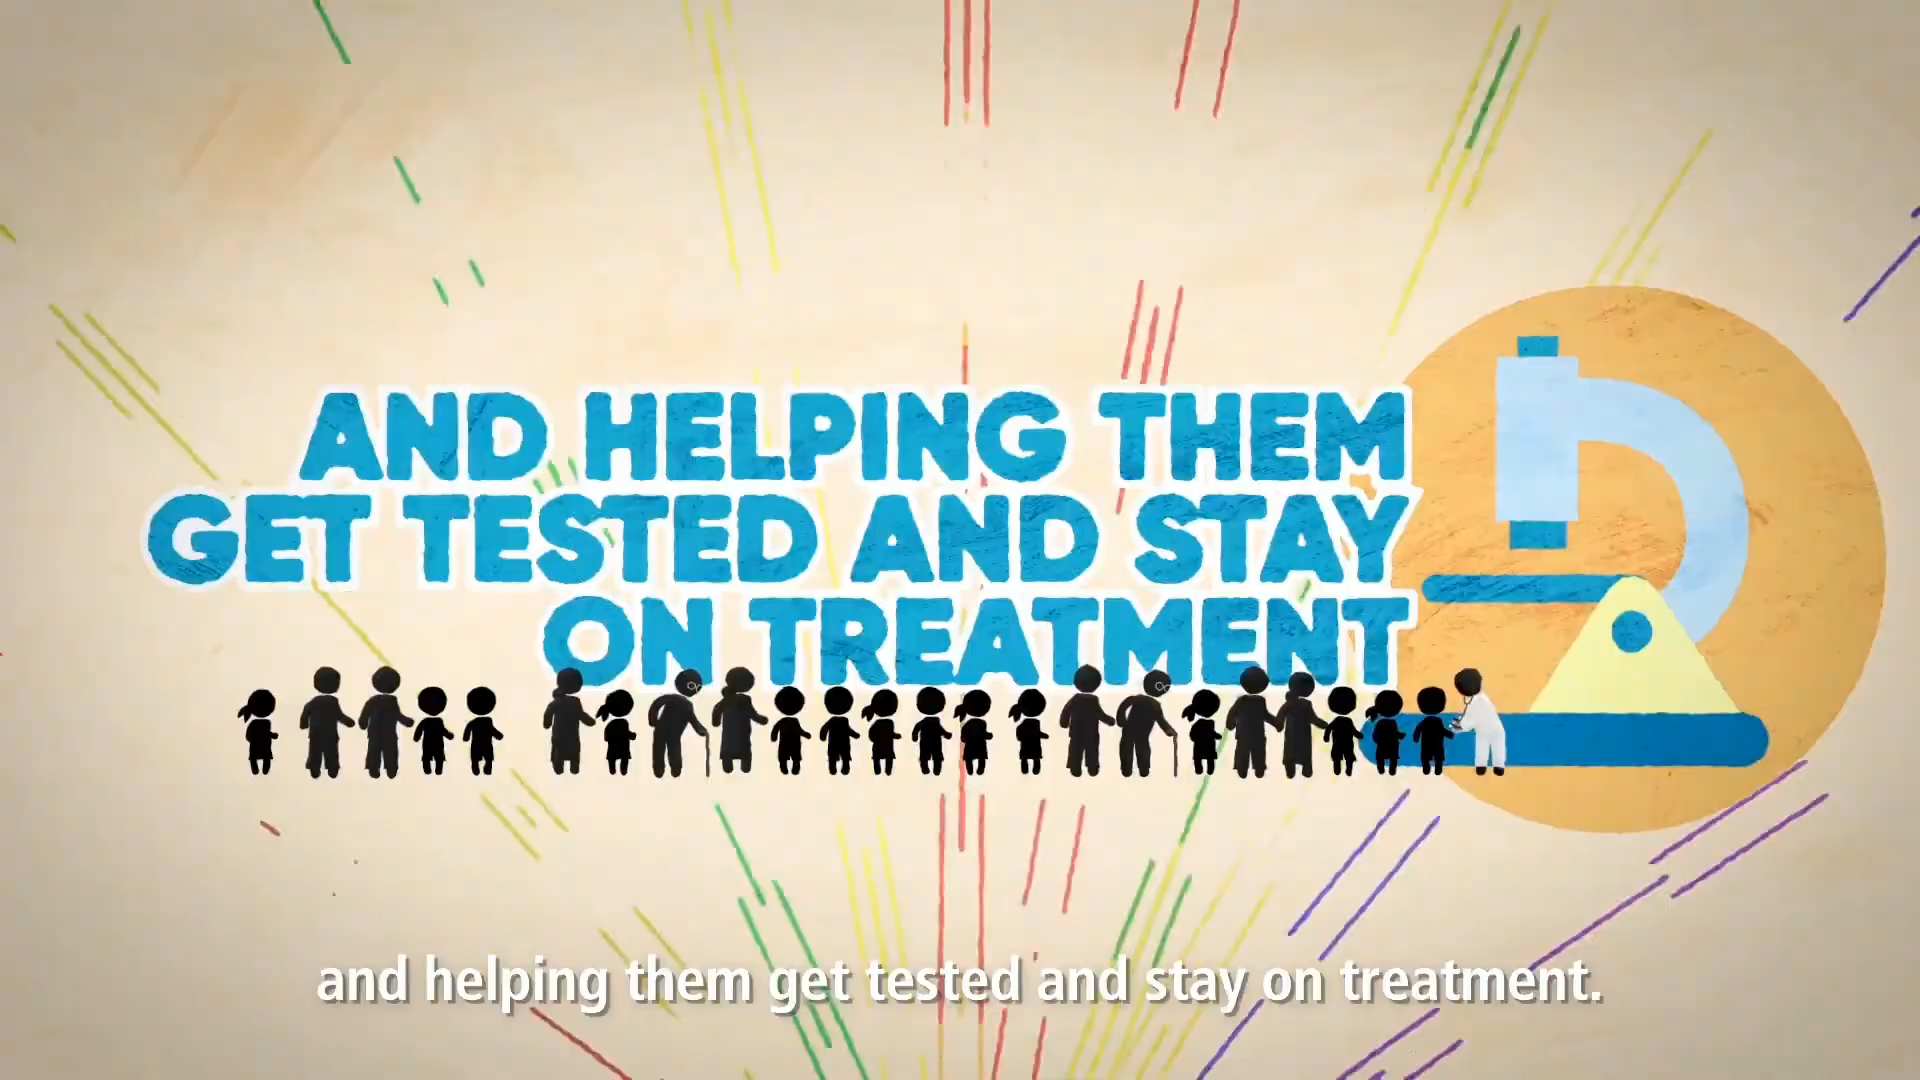 AND HELPING THEM
GET TESTED AND STAY
ON TREATMENT
and helping them get tested and stay on treatment.